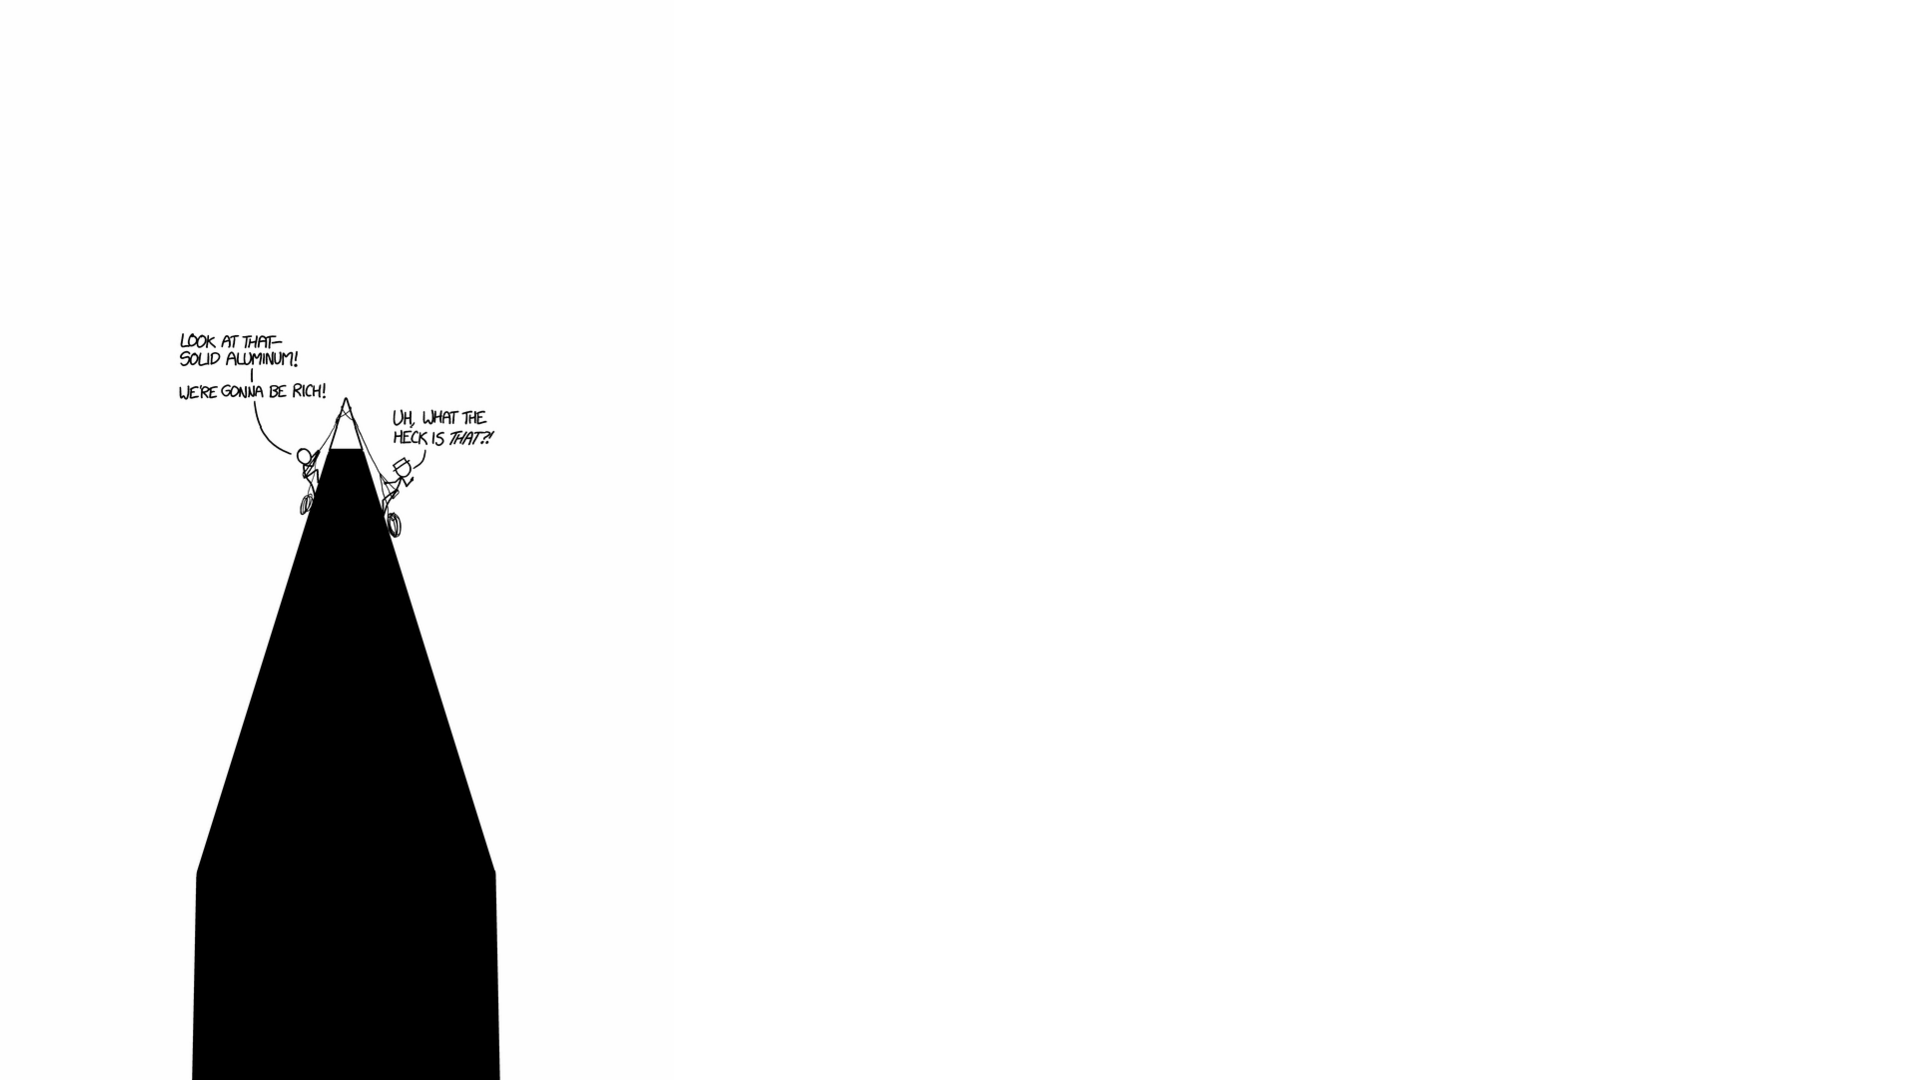 LOOK AT THAT—
SOLID ALUMINUM!
WE'RE GONNA BE RICH!
UH, WHAT THE
HECK IS THAT?!